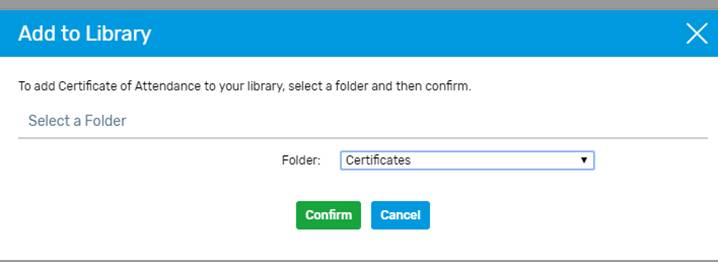 Add to Library
To add Certificate of Attendance to your library, select a folder and then confirm.
Select a Folder
Folder: Certificates
Confirm Cancel